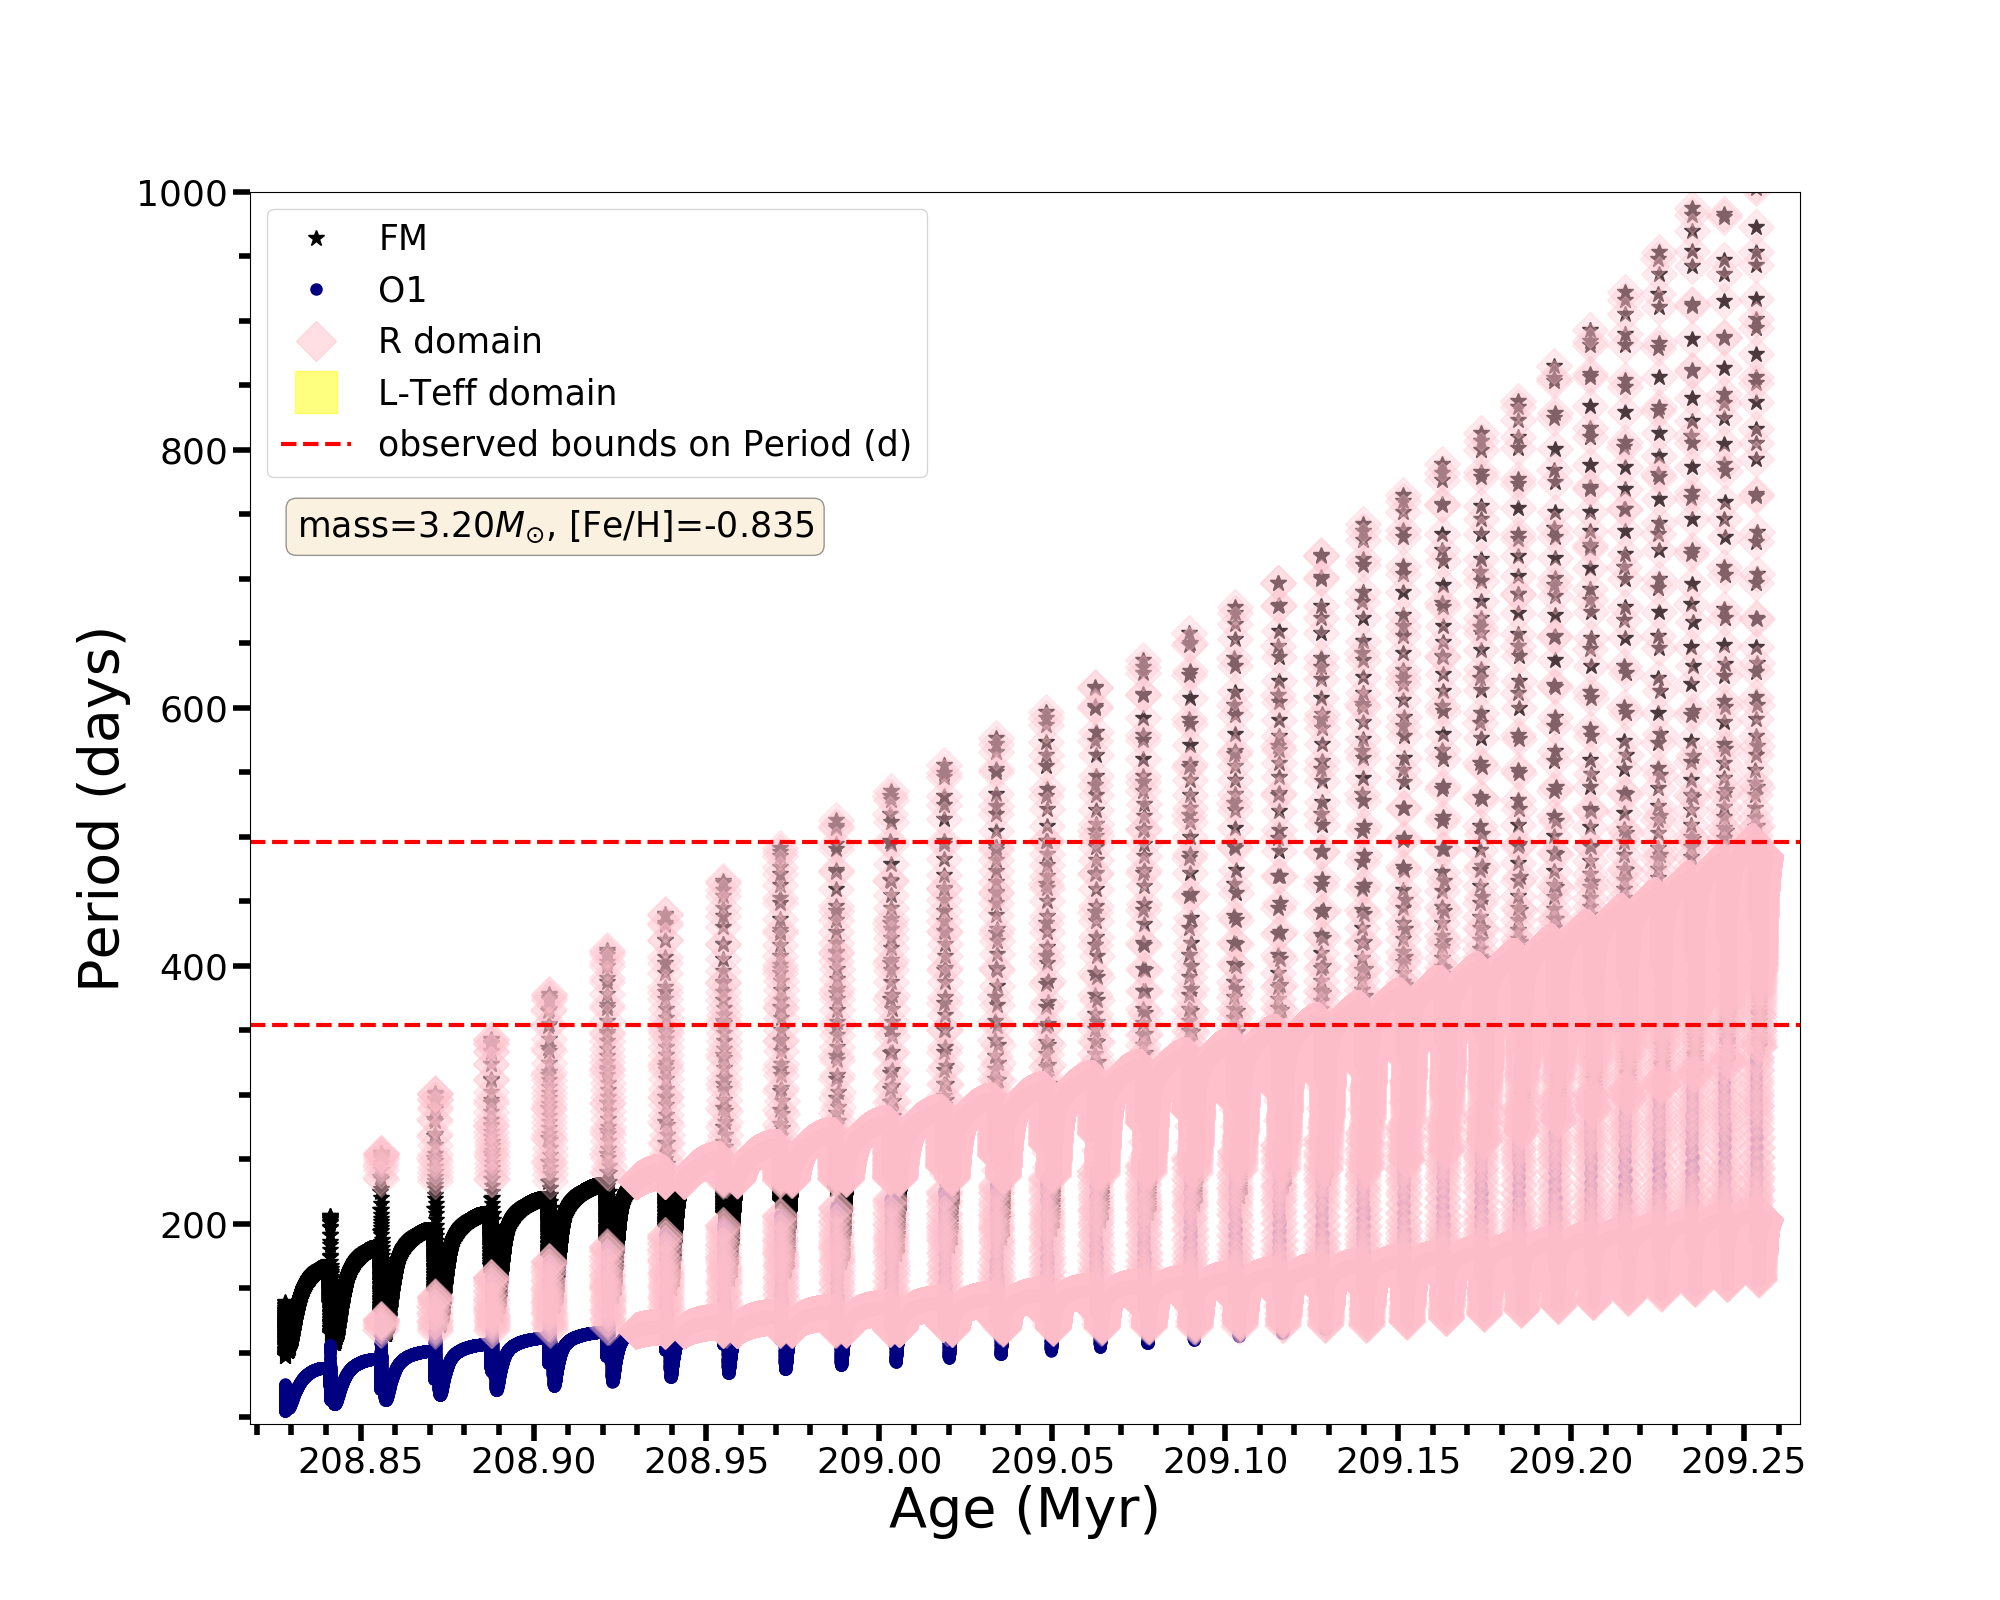 1000
800
600
400
200
Period (days)
FM
O1
R domain
L-Teff domain
observed bounds on Period (d)
mass=3.20M⊙, [Fe/H]=-0.835
208.85 208.90 208.95 209.00 209.05 209.10 209.15 209.20 209.25
Age (Myr)